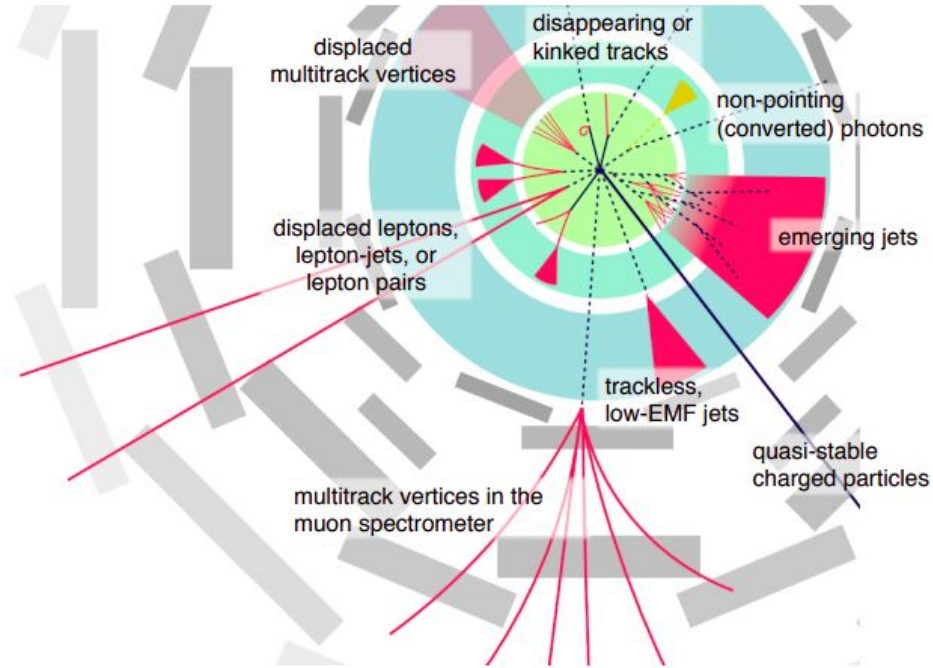 disappearing or
kinked tracks
displaced
multitrack vertices
non-pointing
(converted) photons
displaced leptons,
lepton-jets, or
lepton pairs
emerging jets
trackless,
low-EMF jets
quasi-stable
charged particles
multitrack vertices in the
muon spectrometer